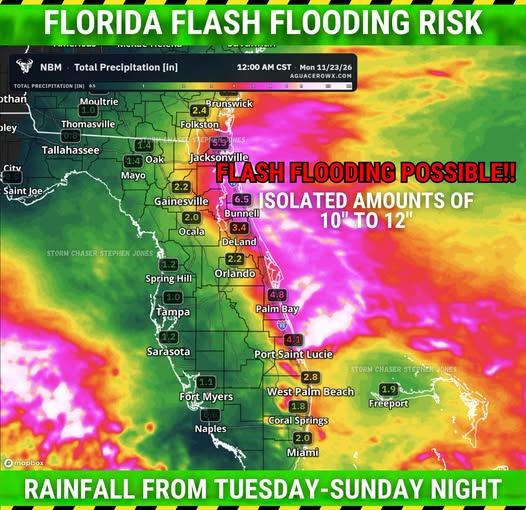 FLORIDA FLASH FLOODING RISK
NBM · Total Precipitation [in]
12:00 AM CST · Mon 11/23/26
AGUACEROWX.COM
TOTAL PRECIPITATION [IN]
Brunswick
Moultrie
1.0
2.4
Thomasville
Folkston
Tallahassee
1.4
Oak
Jacksonville
1.4
Mayo
City
Saint Joe
FLASH FLOODING POSSIBLE!!
ISOLATED AMOUNTS OF
10" TO 12"
2.2
Gainesville
6.5
Bunnell
2.0
Ocala
3.4
DeLand
2.2
Orlando
STORM CHASER STEPHEN JONES
1.2
Spring Hill
1.0
Tampa
4.8
Palm Bay
1.2
Sarasota
4.1
Port Saint Lucie
STORM CHASER STEPHEN JONES
1.1
Fort Myers
2.8
West Palm Beach
1.9
Freeport
1.8
Coral Springs
Naples
2.0
Miami
mapbox
RAINFALL FROM TUESDAY-SUNDAY NIGHT